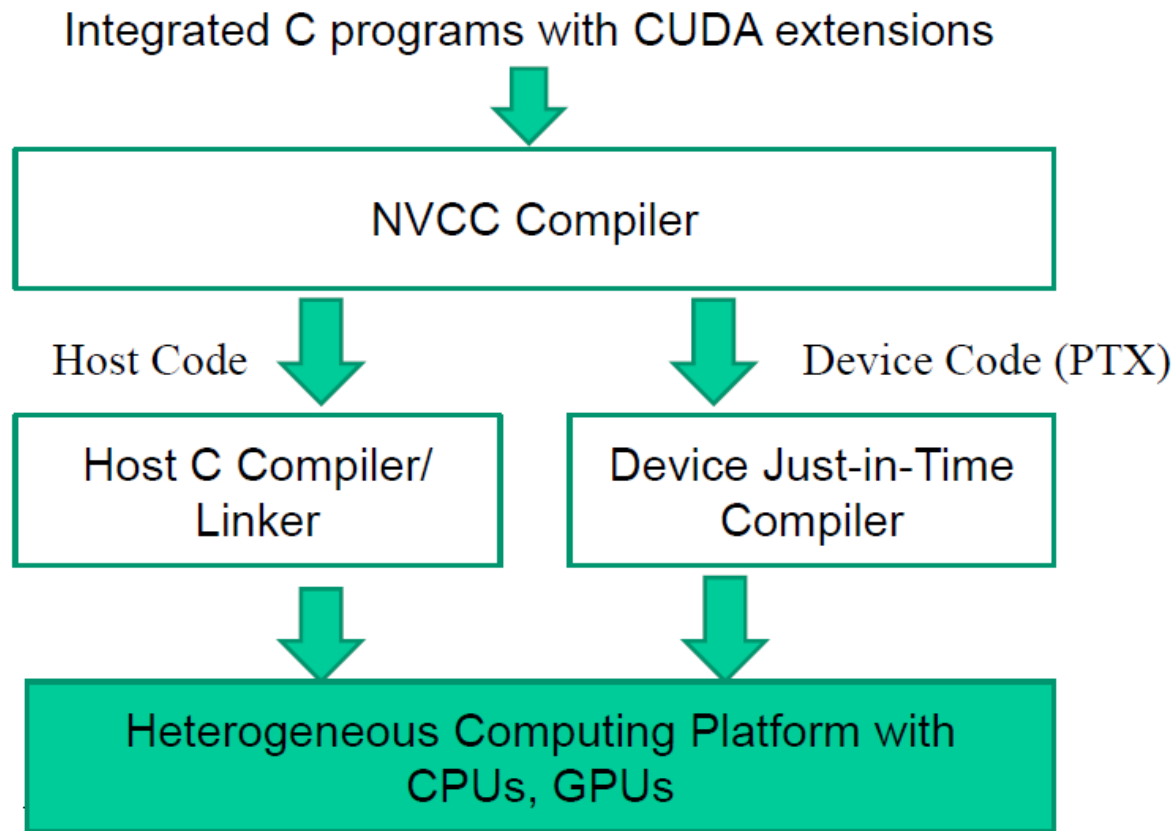 Integrated C programs with CUDA extensions
NVCC Compiler
Host Code
Device Code (PTX)
Host C Compiler/
Linker
Device Just-in-Time
Compiler
Heterogeneous Computing Platform with
CPUs, GPUs